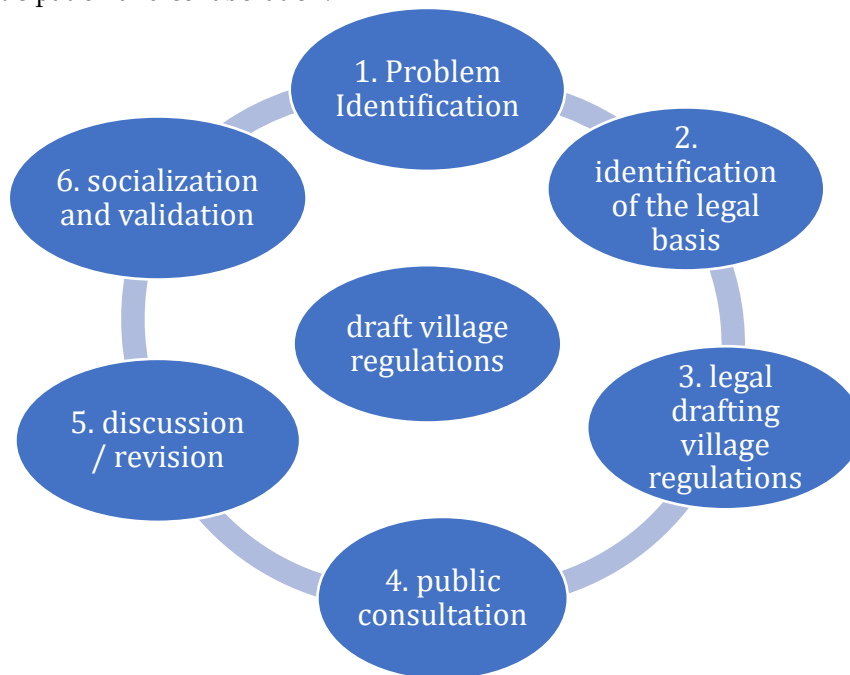 1. Problem
Identification
2.
identification
of the legal
basis
3. legal
drafting
village
regulations
4. public
consultation
5. discussion
/ revision
6. socialization
and validation
draft village
regulations